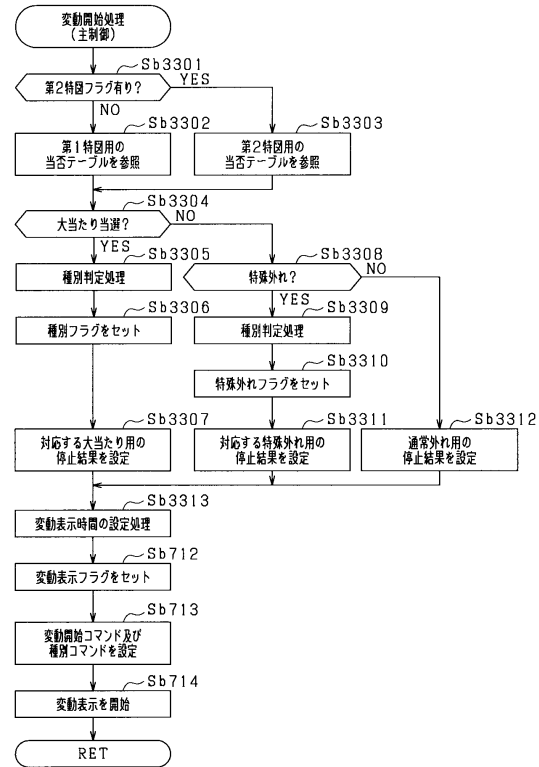 変動開始処理
(主制御)
Sb3301
第2特図フラグ有り?
YES
NO
Sb3302
第1特図用の
当否テーブルを参照
Sb3303
第2特図用の
当否テーブルを参照
Sb3304
大当たり当選?
NO
YES
Sb3305
種別判定処理
Sb3306
種別フラグをセット
Sb3307
対応する大当たり用の
停止結果を設定
Sb3308
特殊外れ?
NO
YES
Sb3309
種別判定処理
Sb3310
特殊外れフラグをセット
Sb3311
対応する特殊外れ用の
停止結果を設定
Sb3312
通常外れ用の
停止結果を設定
Sb3313
変動表示時間の設定処理
Sb712
変動表示フラグをセット
Sb713
変動開始コマンド及び
種別コマンドを設定
Sb714
変動表示を開始
RET